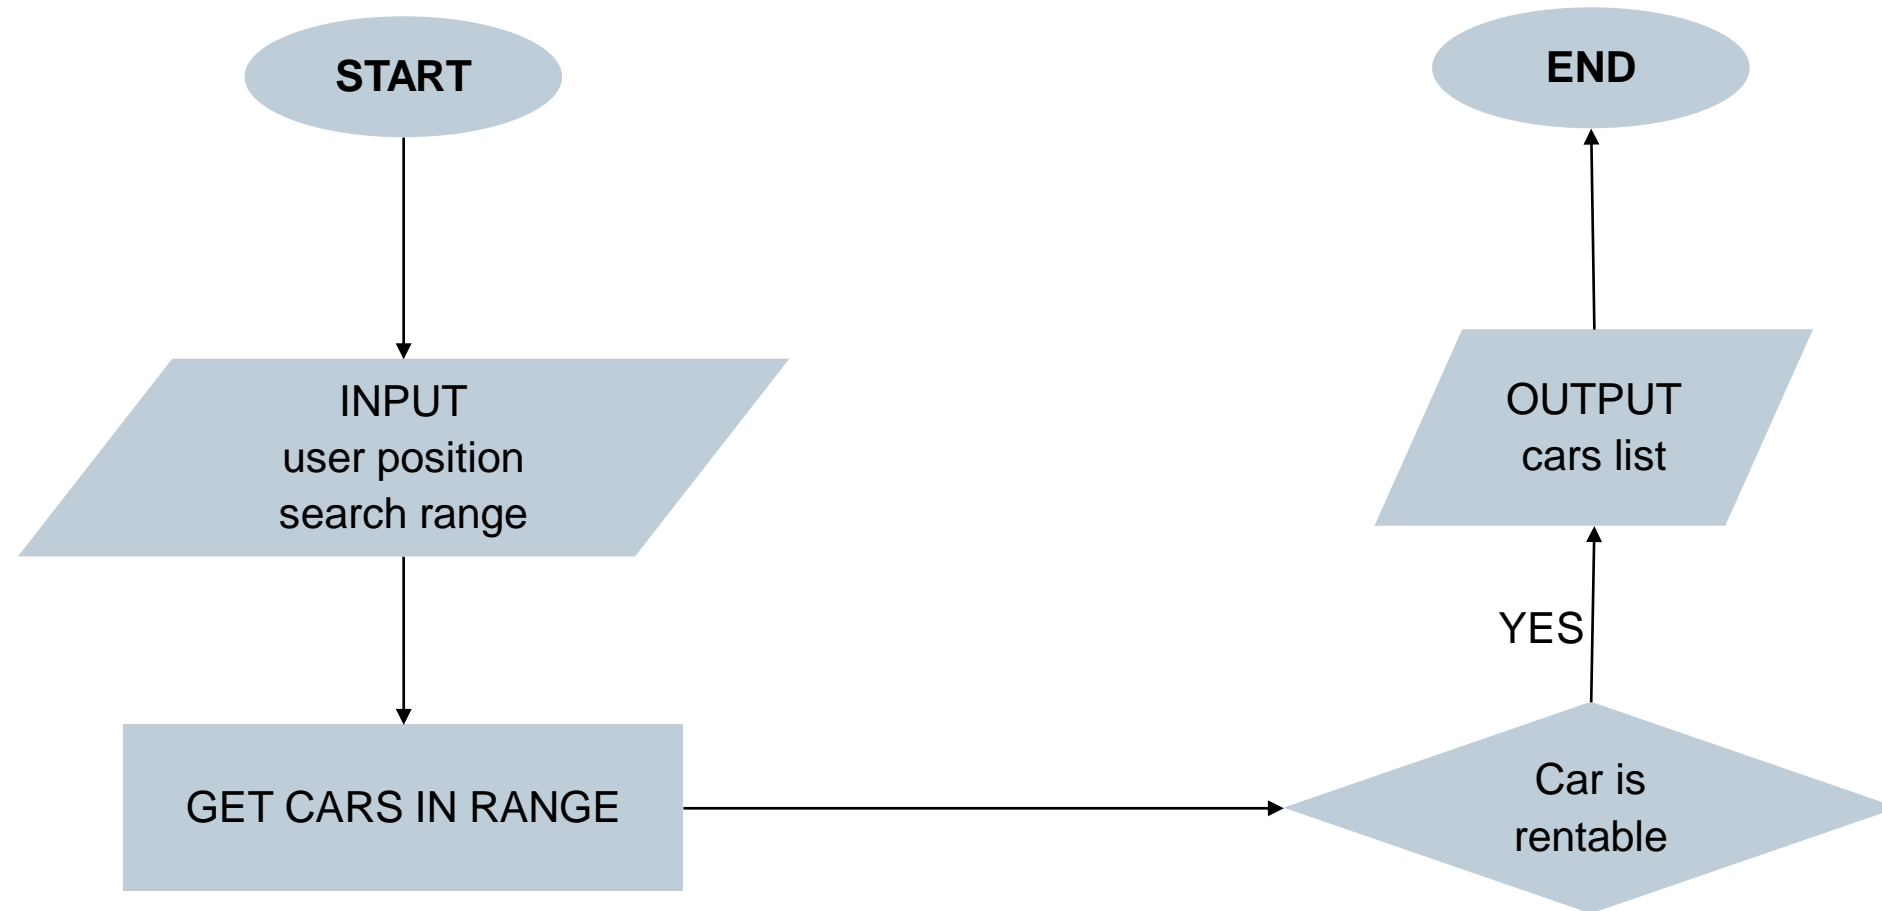 START
INPUT
user position
search range
GET CARS IN RANGE
Car is
rentable
YES
OUTPUT
cars list
END